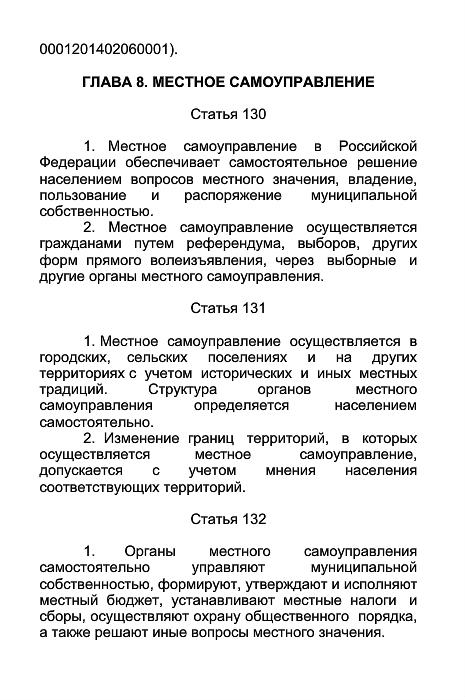 0001201402060001).
ГЛАВА 8. МЕСТНОЕ САМОУПРАВЛЕНИЕ
Статья 130
1. Местное самоуправление в Российской
Федерации обеспечивает самостоятельное решение
населением вопросов местного значения, владение,
пользование и распоряжение муниципальной
собственностью.
2. Местное самоуправление осуществляется
гражданами путем референдума, выборов, других
форм прямого волеизъявления, через выборные и
другие органы местного самоуправления.
Статья 131
1. Местное самоуправление осуществляется в
городских, сельских поселениях и на других
территориях с учетом исторических и иных местных
традиций. Структура органов местного
самоуправления определяется населением
самостоятельно.
2. Изменение границ территорий, в которых
осуществляется местное самоуправление,
допускается с учетом мнения населения
соответствующих территорий.
Статья 132
1. Органы местного самоуправления
самостоятельно управляют муниципальной
собственностью, формируют, утверждают и исполняют
местный бюджет, устанавливают местные налоги и
сборы, осуществляют охрану общественного порядка,
а также решают иные вопросы местного значения.